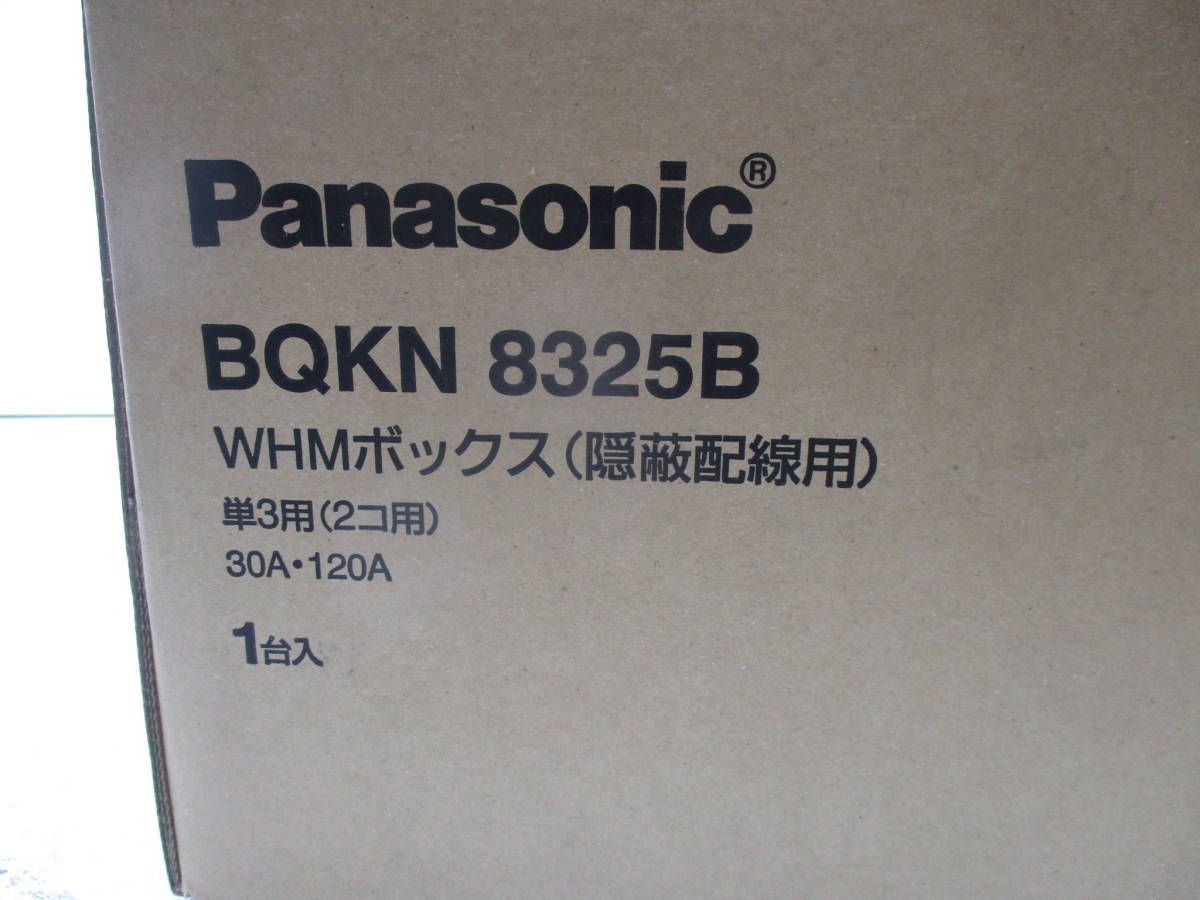 Panasonic®
BQKN 8325B
WHMボックス(隠蔽配線用)
単3用(2コ用)
30A・120A
1台入